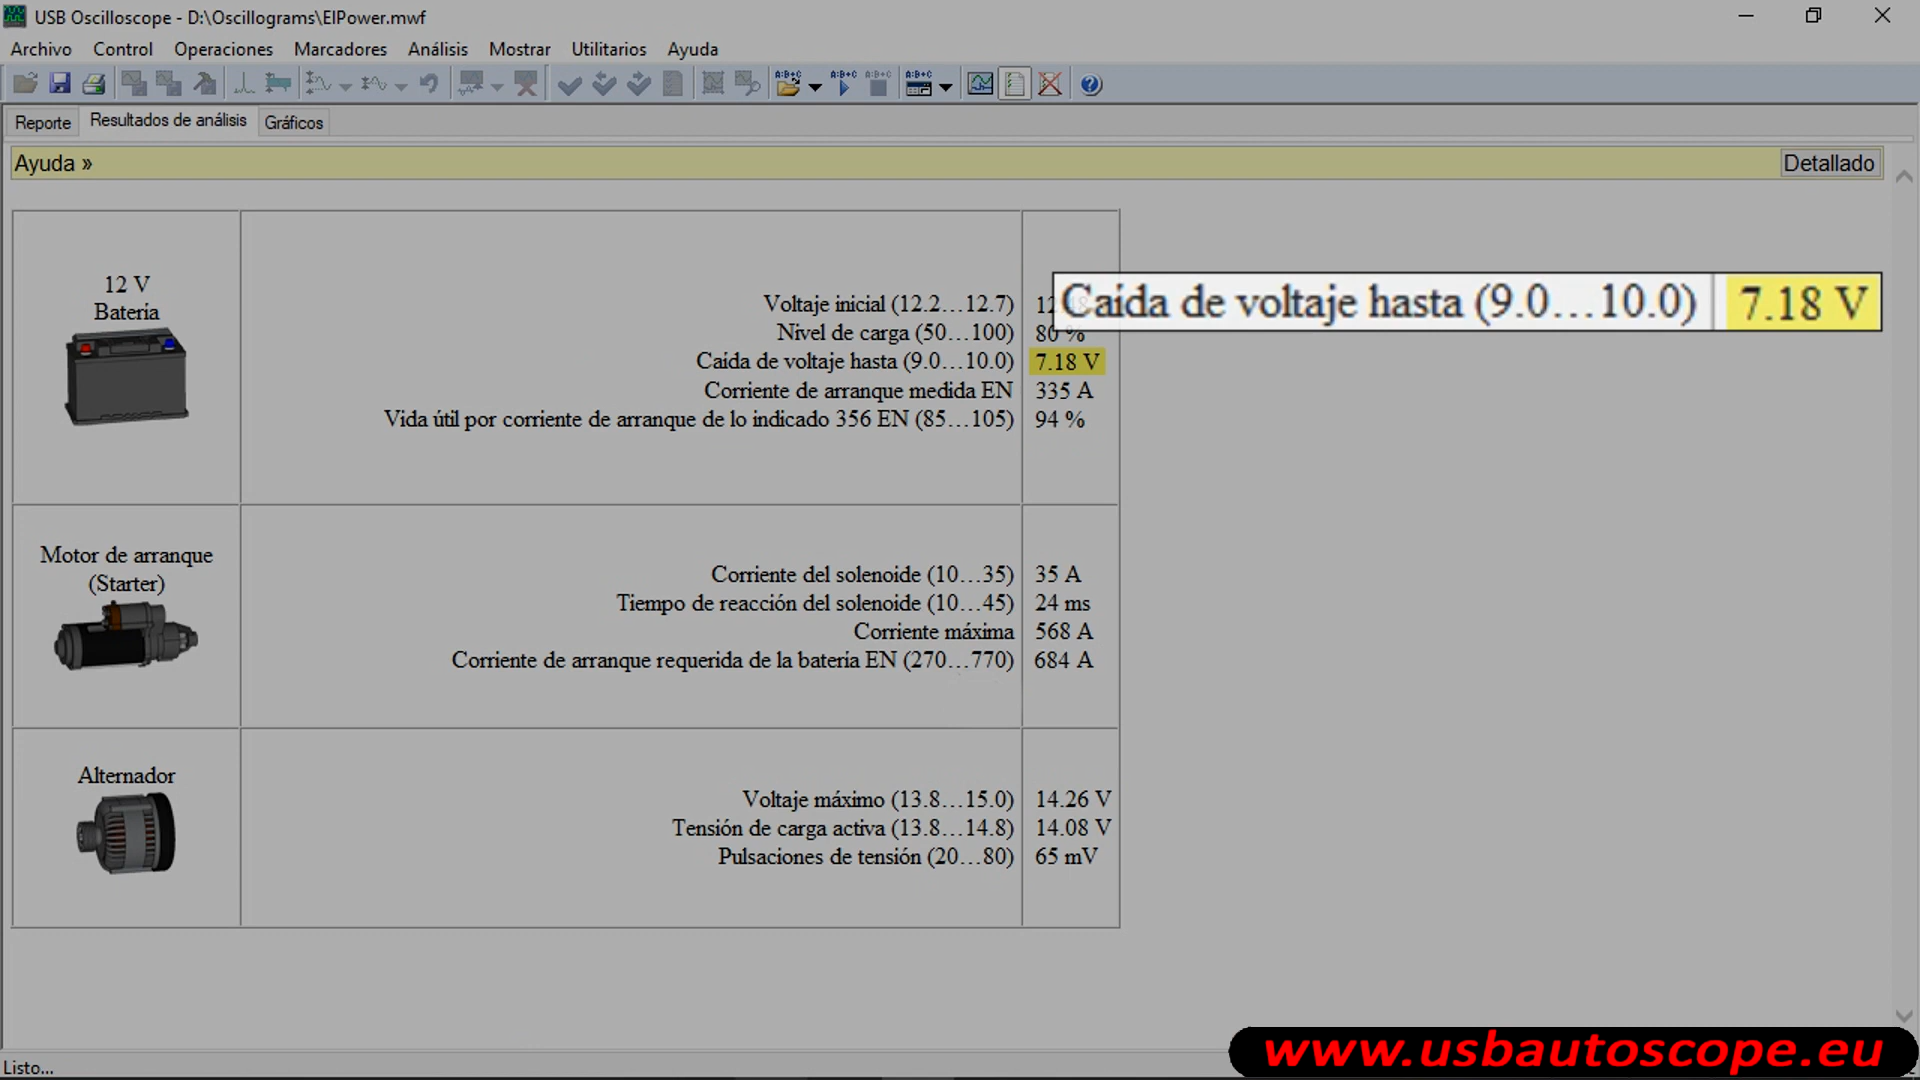 USB Oscilloscope - D:\Oscillograms\ElPower.mwf
Archivo Control Operaciones Marcadores Análisis Mostrar Utilitarios Ayuda
A:B+C A:B+C A:B+C A:B+C
Reporte Resultados de análisis Gráficos
Ayuda » Detallado
12 V
Batería
Voltaje inicial (12.2...12.7)
Caída de voltaje hasta (9.0...10.0) 7.18 V
Nivel de carga (50...100) 80 %
Caída de voltaje hasta (9.0...10.0) 7.18 V
Corriente de arranque medida EN 335 A
Vida útil por corriente de arranque de lo indicado 356 EN (85...105) 94 %
Motor de arranque
(Starter)
Corriente del solenoide (10...35) 35 A
Tiempo de reacción del solenoide (10...45) 24 ms
Corriente máxima 568 A
Corriente de arranque requerida de la batería EN (270...770) 684 A
Alternador
Voltaje máximo (13.8...15.0) 14.26 V
Tensión de carga activa (13.8...14.8) 14.08 V
Pulsaciones de tensión (20...80) 65 mV
www.usbautoscope.eu
Listo...